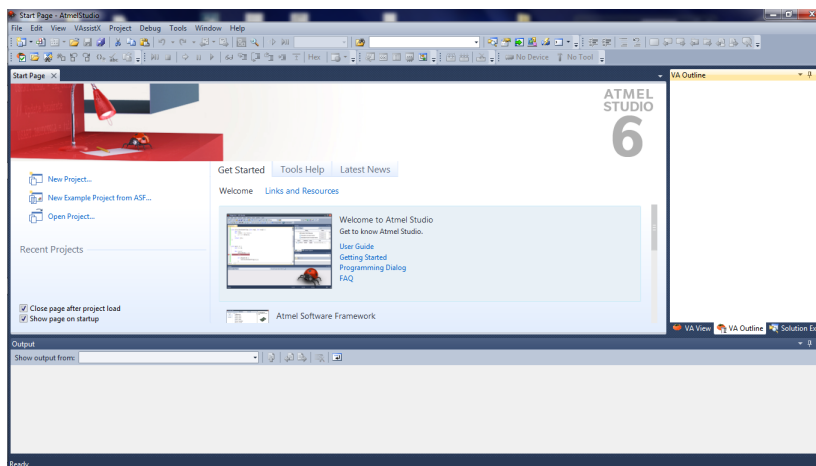 Start Page - AtmelStudio
File Edit View VAssistX Project Debug Tools Window Help
Hex No Device No Tool
Start Page
VA Outline
ATMEL
STUDIO
6
New Project...
New Example Project from ASF...
Open Project...
Recent Projects
Close page after project load
Show page on startup
Get Started Tools Help Latest News
Welcome Links and Resources
Welcome to Atmel Studio
Get to know Atmel Studio.
User Guide
Getting Started
Programming Dialog
FAQ
Atmel Software Framework
VA View VA Outline Solution Ex
Output
Show output from:
Ready